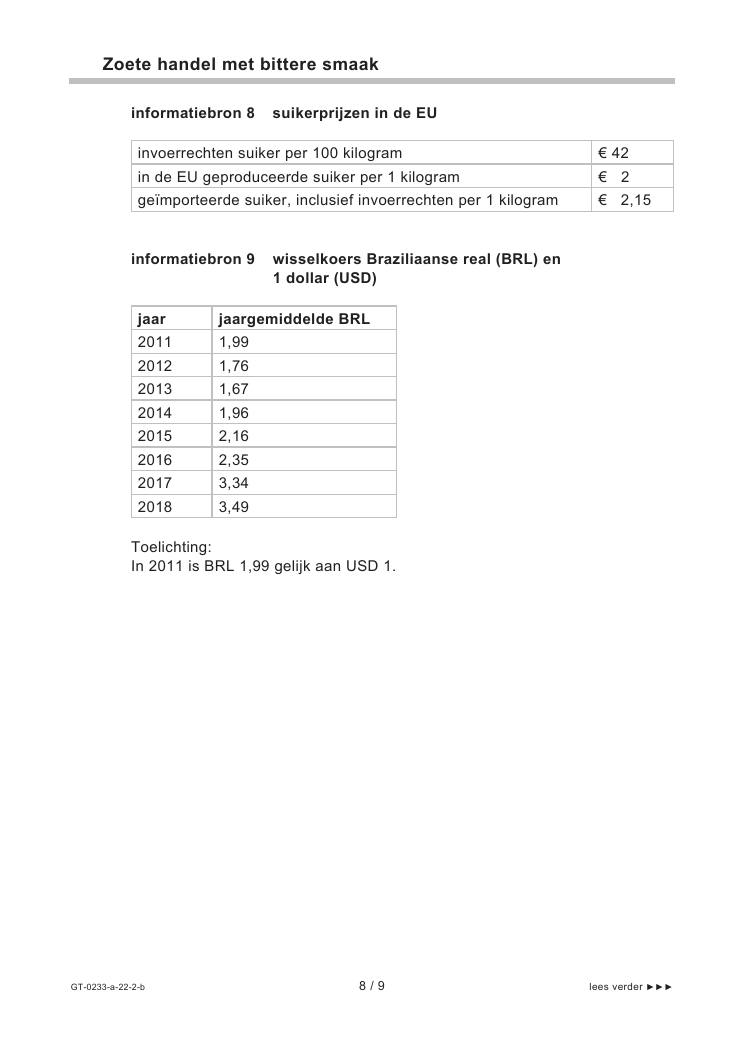 Zoete handel met bittere smaak
informatiebron 8 suikerprijzen in de EU
invoerrechten suiker per 100 kilogram € 42
in de EU geproduceerde suiker per 1 kilogram € 2
geïmporteerde suiker, inclusief invoerrechten per 1 kilogram € 2,15
informatiebron 9 wisselkoers Braziliaanse real (BRL) en
1 dollar (USD)
jaar jaargemiddelde BRL
2011 1,99
2012 1,76
2013 1,67
2014 1,96
2015 2,16
2016 2,35
2017 3,34
2018 3,49
Toelichting:
In 2011 is BRL 1,99 gelijk aan USD 1.
GT-0233-a-22-2-b 8 / 9 lees verder ►►►